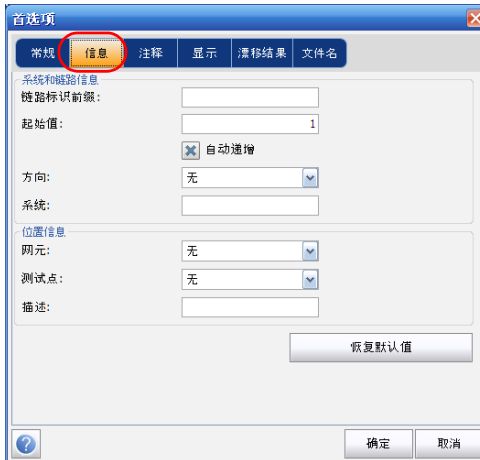 首选项
常规 信息 注释 显示 漂移结果 文件名
系统和链路信息
链路标识前缀:
起始值: 1
自动递增
方向: 无
系统:
位置信息
网元: 无
测试点: 无
描述:
恢复默认值
确定 取消